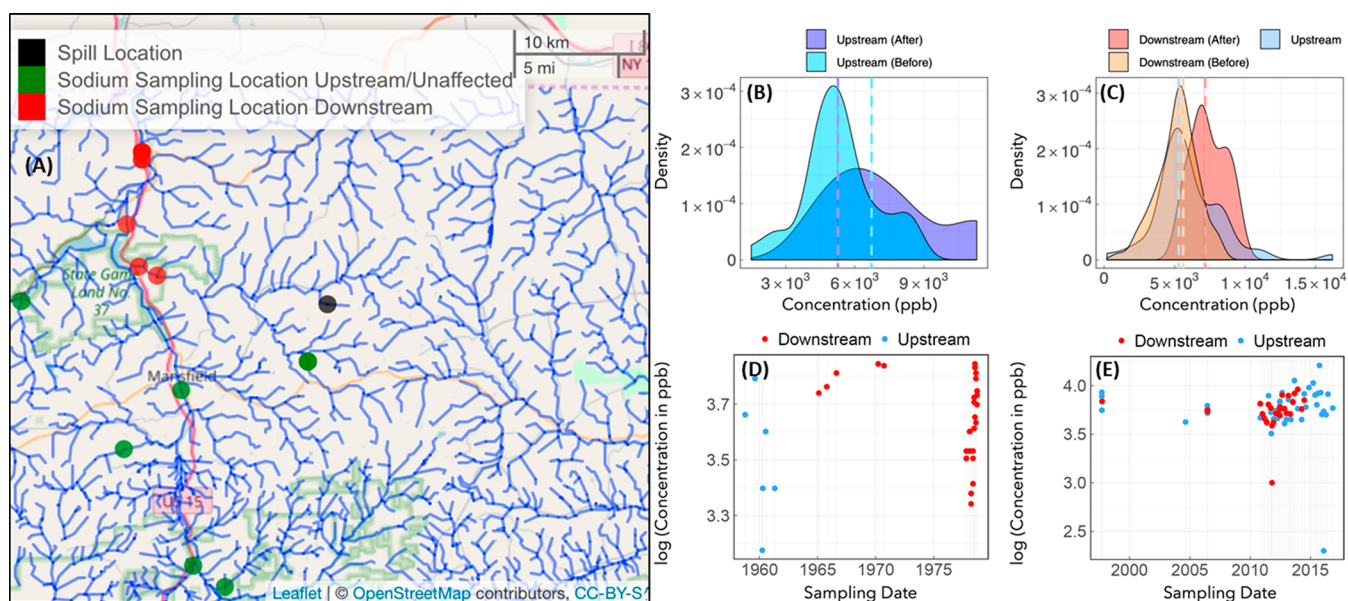 Spill Location
Sodium Sampling Location Upstream/Unaffected
Sodium Sampling Location Downstream
10 km
5 mi
NY
(A)
State Gam
Land No.
37
Mansfield
US 15
Leaflet | © OpenStreetMap contributors, CC-BY-SA
Upstream (After)
Upstream (Before)
(B)
3×10⁻⁴
2×10⁻⁴
1×10⁻⁴
0
Density
3×10³
6×10³
9×10³
Concentration (ppb)
Downstream (After)
Upstream
Downstream (Before)
(C)
3×10⁻⁴
2×10⁻⁴
1×10⁻⁴
0
Density
0
5×10³
1×10⁴
1.5×10⁴
Concentration (ppb)
Downstream
Upstream
(D)
3.7
3.5
3.3
log (Concentration in ppb)
1960
1965
1970
1975
Sampling Date
Downstream
Upstream
(E)
4.0
3.5
3.0
2.5
log (Concentration in ppb)
2000
2005
2010
2015
Sampling Date